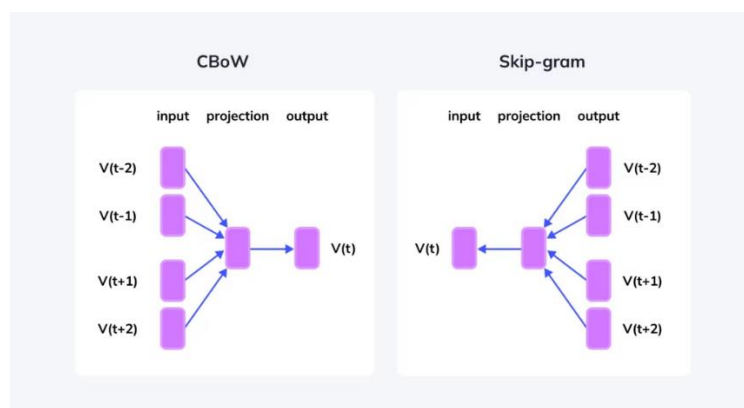 CBoW
input projection output
V(t-2)
V(t-1)
V(t)
V(t+1)
V(t+2)
Skip-gram
input projection output
V(t-2)
V(t-1)
V(t)
V(t+1)
V(t+2)